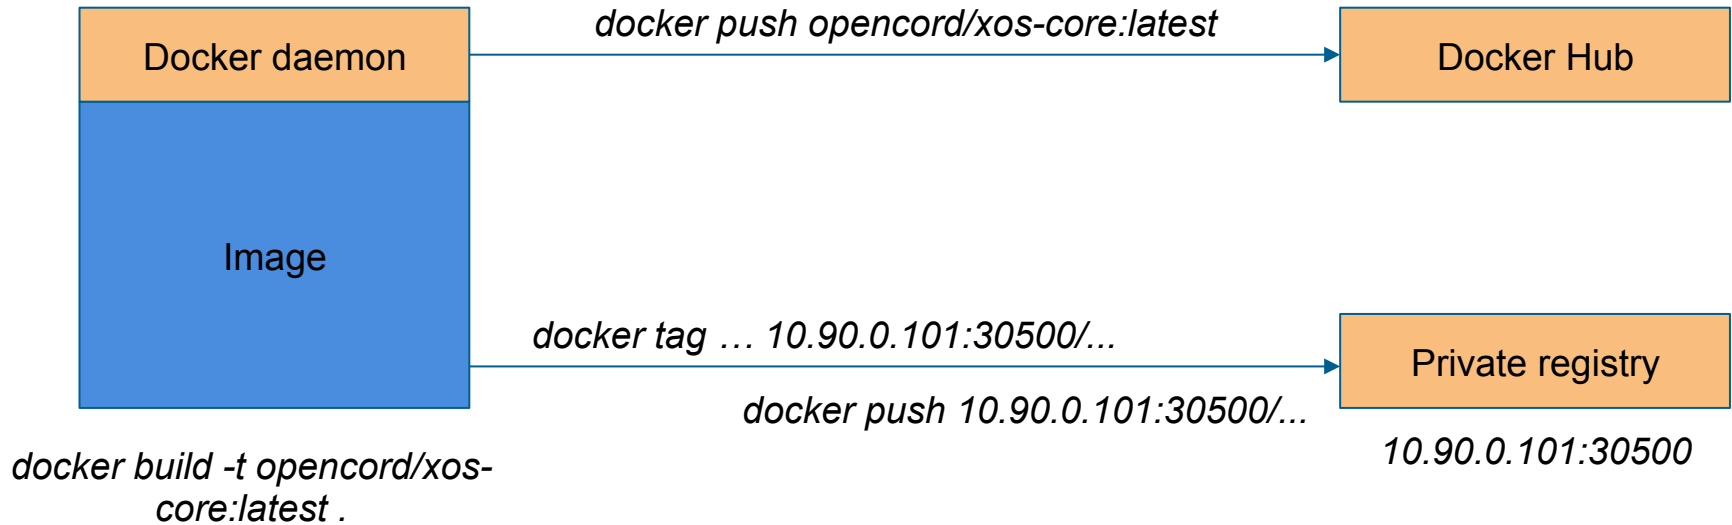 docker push opencord/xos-core:latest
Docker daemon
Docker Hub
Image
docker tag … 10.90.0.101:30500/...
Private registry
docker push 10.90.0.101:30500/...
10.90.0.101:30500
docker build -t opencord/xos-
core:latest .